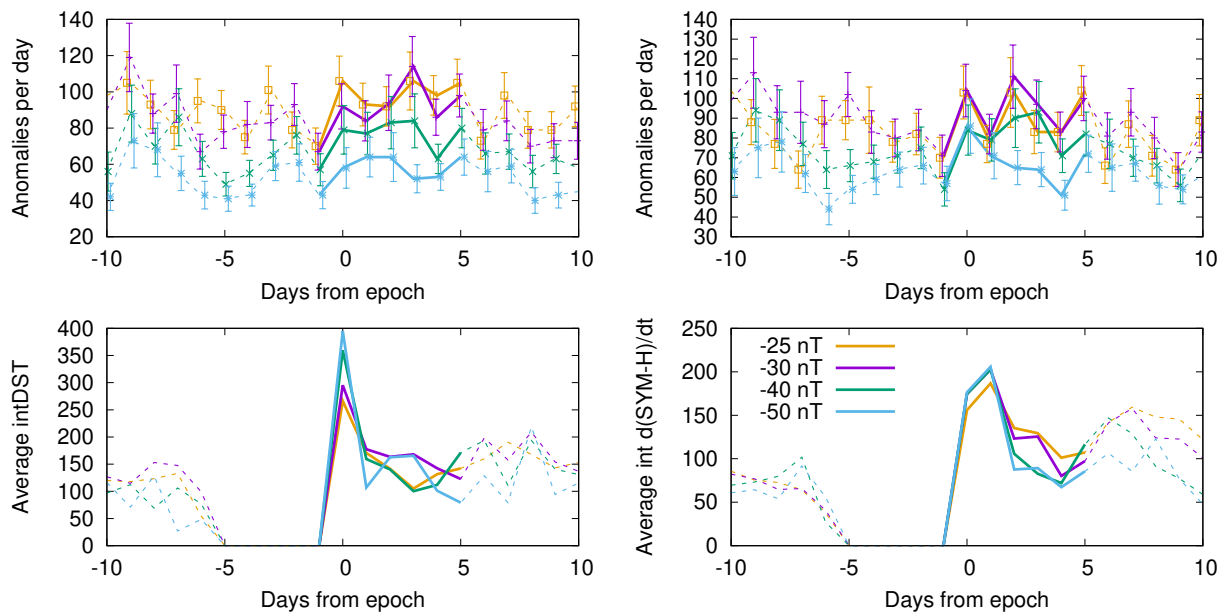 Anomalies per day
140
120
100
80
60
40
20
-10 -5 0 5 10
Days from epoch
Anomalies per day
140
130
120
110
100
90
80
70
60
50
40
30
-10 -5 0 5 10
Days from epoch
Average intDST
400
350
300
250
200
150
100
50
0
-10 -5 0 5 10
Days from epoch
Average int d(SYM-H)/dt
250
200
150
100
50
0
-10 -5 0 5 10
Days from epoch
-25 nT
-30 nT
-40 nT
-50 nT